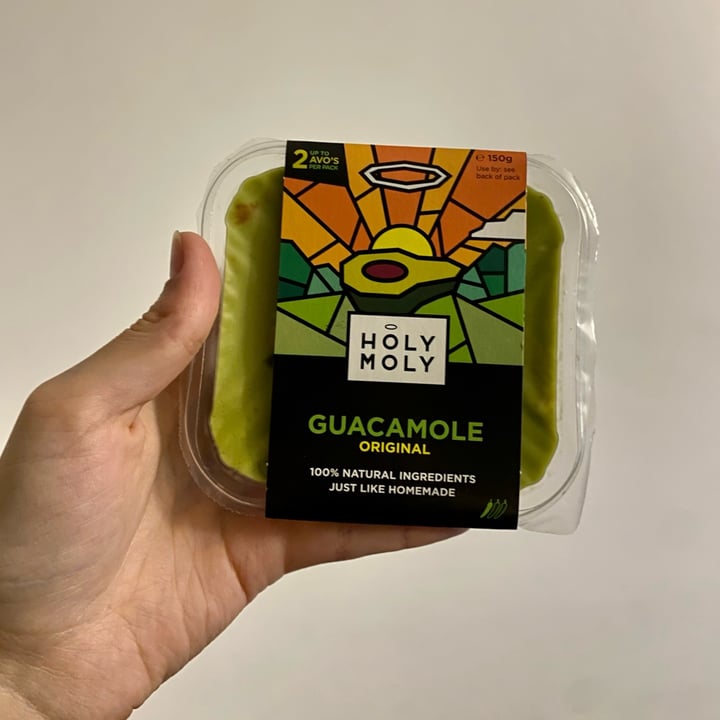 2 UP TO
AVO'S
PER PACK
℮ 150g
Use by: see
back of pack
HOLY
MOLY
GUACAMOLE
ORIGINAL
100% NATURAL INGREDIENTS
JUST LIKE HOMEMADE